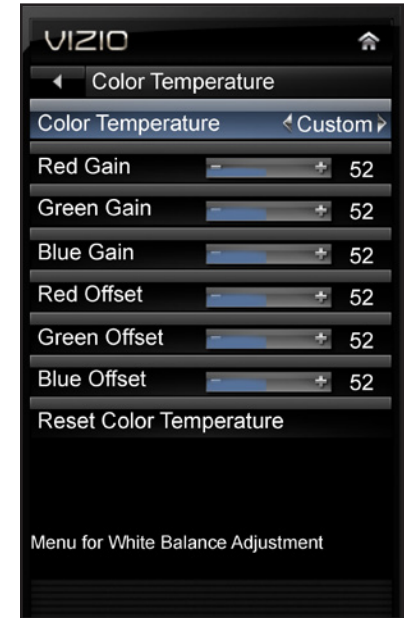 VIZIO
Color Temperature
Color Temperature Custom
Red Gain - + 52
Green Gain - + 52
Blue Gain - + 52
Red Offset - + 52
Green Offset - + 52
Blue Offset - + 52
Reset Color Temperature
Menu for White Balance Adjustment